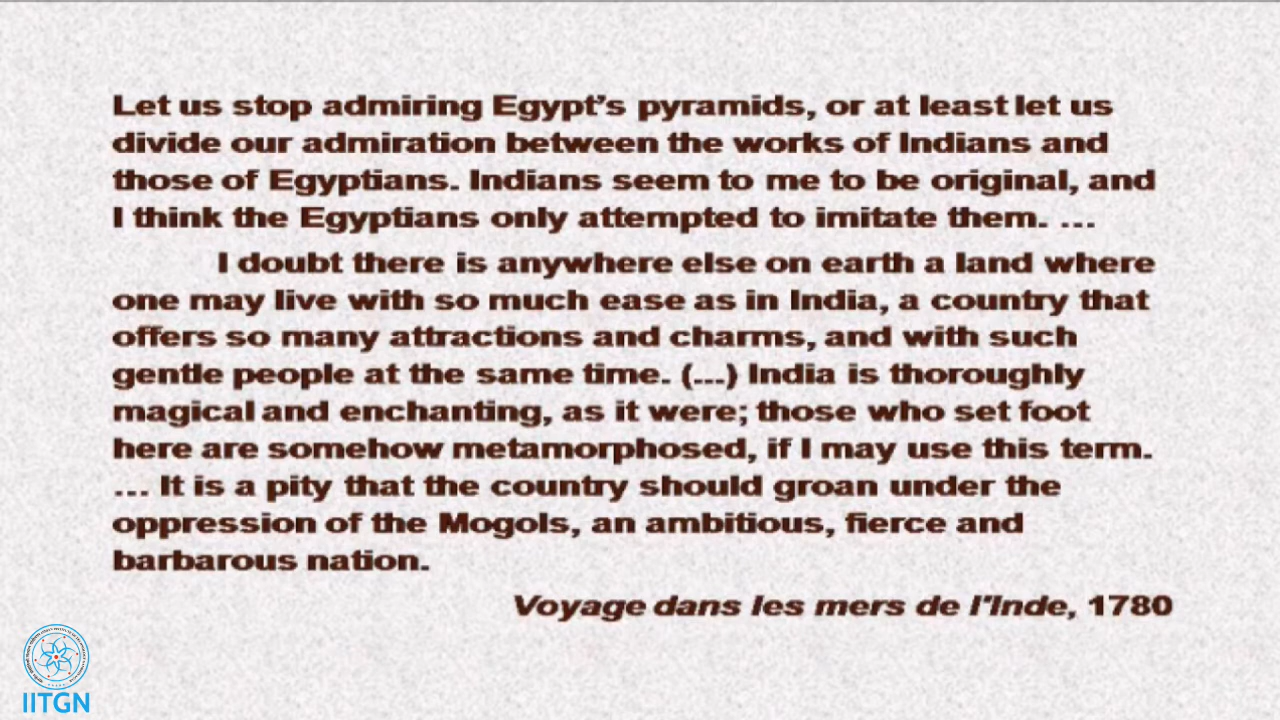 Let us stop admiring Egypt's pyramids, or at least let us
divide our admiration between the works of Indians and
those of Egyptians. Indians seem to me to be original, and
I think the Egyptians only attempted to imitate them. ...
I doubt there is anywhere else on earth a land where
one may live with so much ease as in India, a country that
offers so many attractions and charms, and with such
gentle people at the same time. (...) India is thoroughly
magical and enchanting, as it were; those who set foot
here are somehow metamorphosed, if I may use this term.
... It is a pity that the country should groan under the
oppression of the Mogols, an ambitious, fierce and
barbarous nation.
Voyage dans les mers de l'Inde, 1780
IITGN